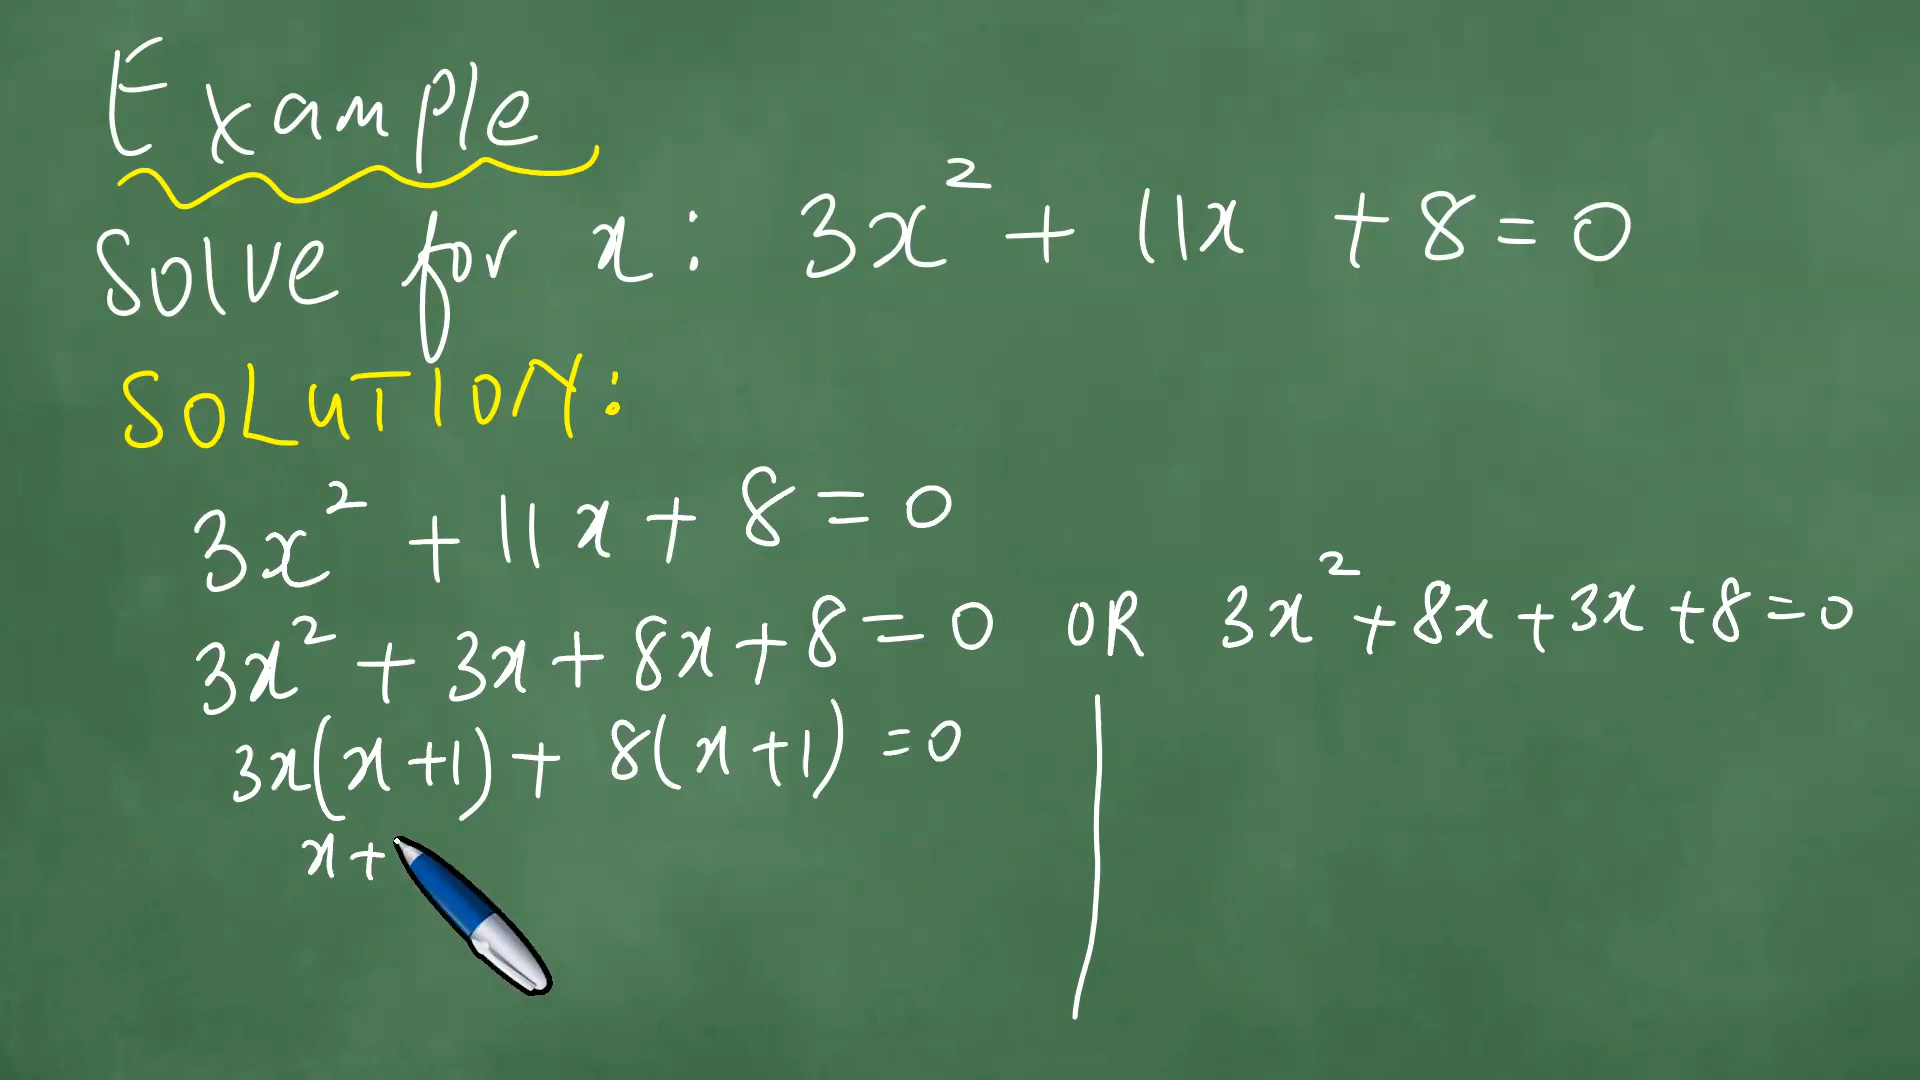 Example
Solve for x: 3x² + 11x + 8 = 0
SOLUTION:
3x² + 11x + 8 = 0
3x² + 3x + 8x + 8 = 0 OR 3x² + 8x + 3x + 8 = 0
3x(x+1) + 8(x+1) = 0
x+